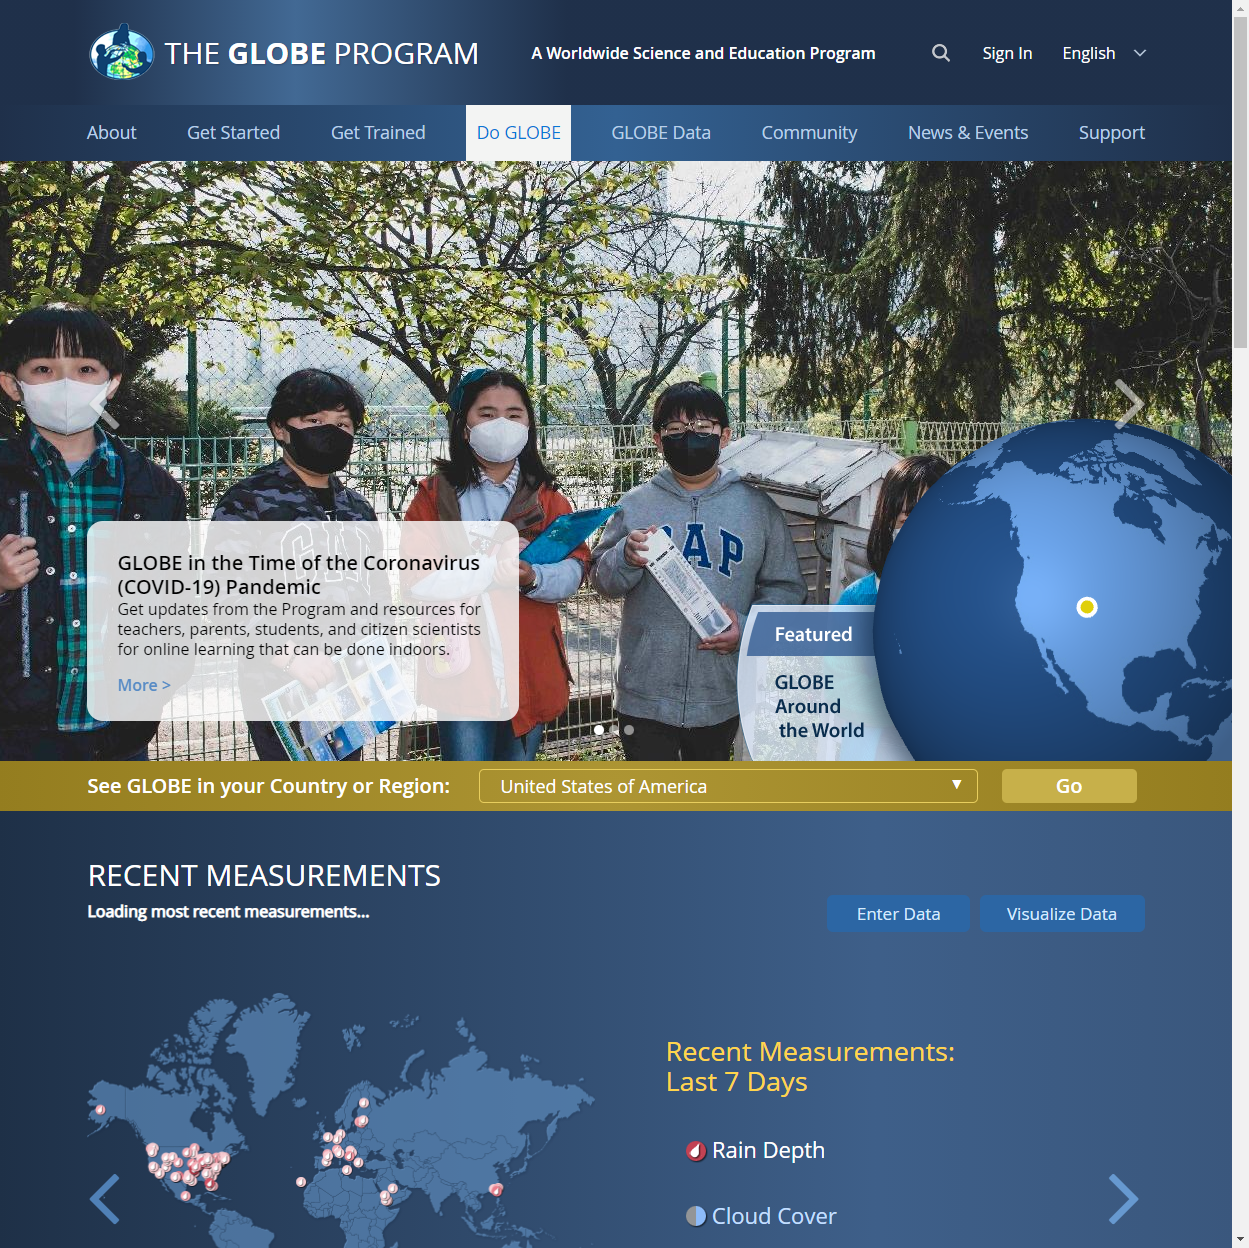 THE GLOBE PROGRAM
A Worldwide Science and Education Program
Sign In
English
About
Get Started
Get Trained
Do GLOBE
GLOBE Data
Community
News & Events
Support
GAP
GLOBE in the Time of the Coronavirus
(COVID-19) Pandemic
Get updates from the Program and resources for
teachers, parents, students, and citizen scientists
for online learning that can be done indoors.
More >
Featured
GLOBE
Around
the World
See GLOBE in your Country or Region:
United States of America
Go
RECENT MEASUREMENTS
Loading most recent measurements...
Enter Data
Visualize Data
Recent Measurements:
Last 7 Days
Rain Depth
Cloud Cover